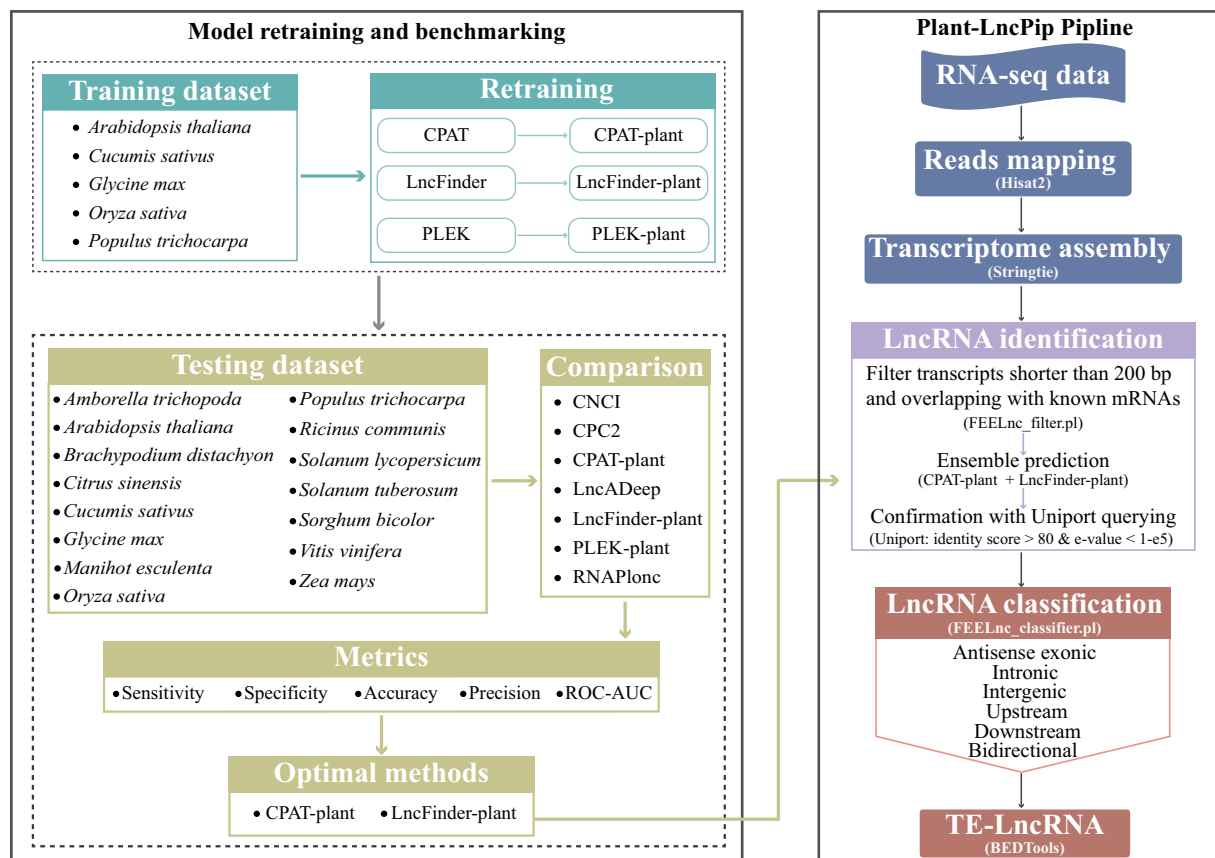 Model retraining and benchmarking
Training dataset
• Arabidopsis thaliana
• Cucumis sativus
• Glycine max
• Oryza sativa
• Populus trichocarpa
Retraining
CPAT
CPAT-plant
LncFinder
LncFinder-plant
PLEK
PLEK-plant
Testing dataset
• Amborella trichopoda
• Arabidopsis thaliana
• Brachypodium distachyon
• Citrus sinensis
• Cucumis sativus
• Glycine max
• Manihot esculenta
• Oryza sativa
• Populus trichocarpa
• Ricinus communis
• Solanum lycopersicum
• Solanum tuberosum
• Sorghum bicolor
• Vitis vinifera
• Zea mays
Comparison
• CNCI
• CPC2
• CPAT-plant
• LncADeep
• LncFinder-plant
• PLEK-plant
• RNAPlonc
Metrics
•Sensitivity •Specificity •Accuracy •Precision •ROC-AUC
Optimal methods
• CPAT-plant • LncFinder-plant
Plant-LncPip Pipline
RNA-seq data
Reads mapping
(Hisat2)
Transcriptome assembly
(Stringtie)
LncRNA identification
Filter transcripts shorter than 200 bp
and overlapping with known mRNAs
(FEELnc_filter.pl)
Ensemble prediction
(CPAT-plant + LncFinder-plant)
Confirmation with Uniport querying
(Uniport: identity score > 80 & e-value < 1-e5)
LncRNA classification
(FEELnc_classifier.pl)
Antisense exonic
Intronic
Intergenic
Upstream
Downstream
Bidirectional
TE-LncRNA
(BEDTools)